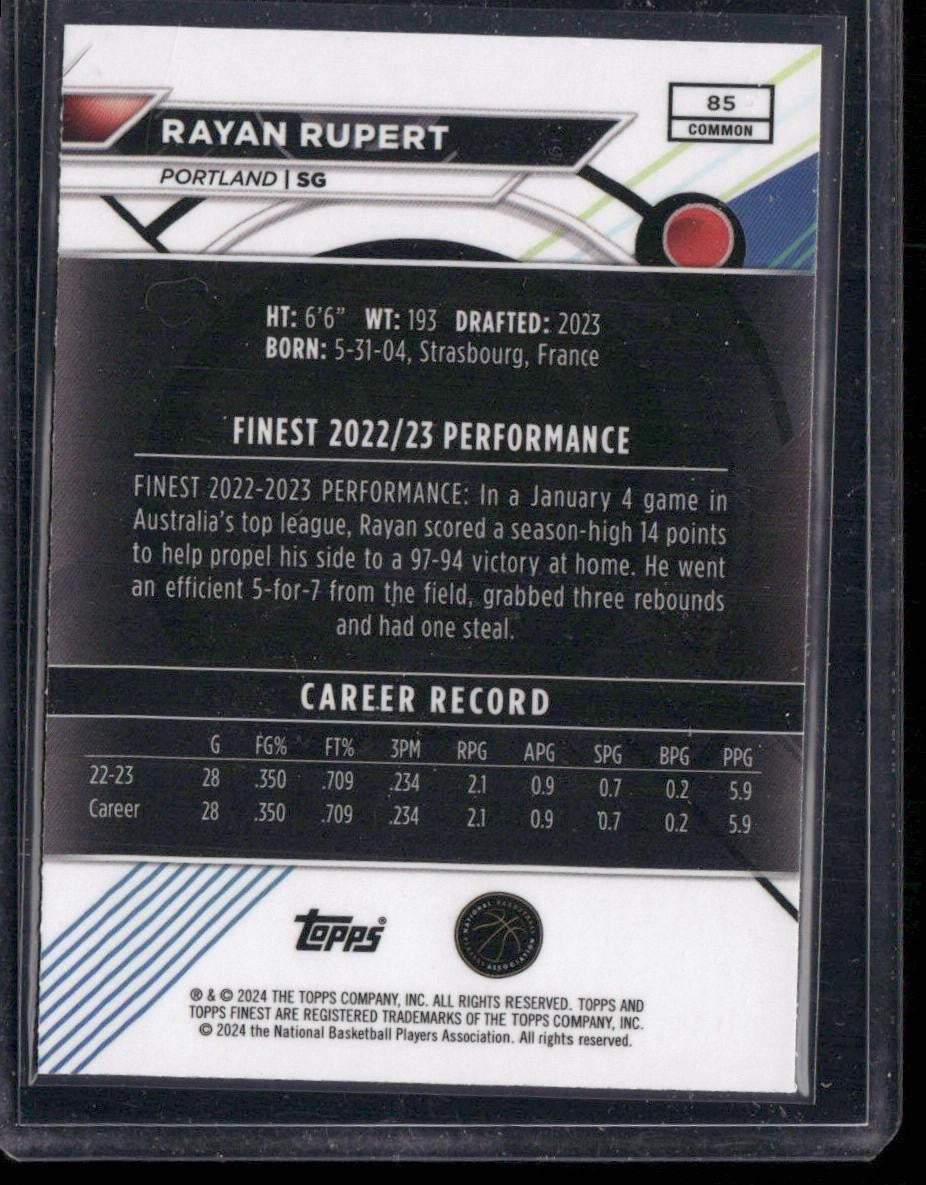 85
COMMON
RAYAN RUPERT
PORTLAND | SG
HT: 6'6" WT: 193 DRAFTED: 2023
BORN: 5-31-04, Strasbourg, France
FINEST 2022/23 PERFORMANCE
FINEST 2022-2023 PERFORMANCE: In a January 4 game in
Australia's top league, Rayan scored a season-high 14 points
to help propel his side to a 97-94 victory at home. He went
an efficient 5-for-7 from the field, grabbed three rebounds
and had one steal.
CAREER RECORD
G FG% FT% 3PM RPG APG SPG BPG PPG
22-23 28 .350 .709 .234 2.1 0.9 0.7 0.2 5.9
Career 28 .350 .709 .234 2.1 0.9 0.7 0.2 5.9
topps®
NATIONAL BASKETBALL
PLAYERS ASSOCIATION
® & © 2024 THE TOPPS COMPANY, INC. ALL RIGHTS RESERVED. TOPPS AND
TOPPS FINEST ARE REGISTERED TRADEMARKS OF THE TOPPS COMPANY, INC.
© 2024 the National Basketball Players Association. All rights reserved.